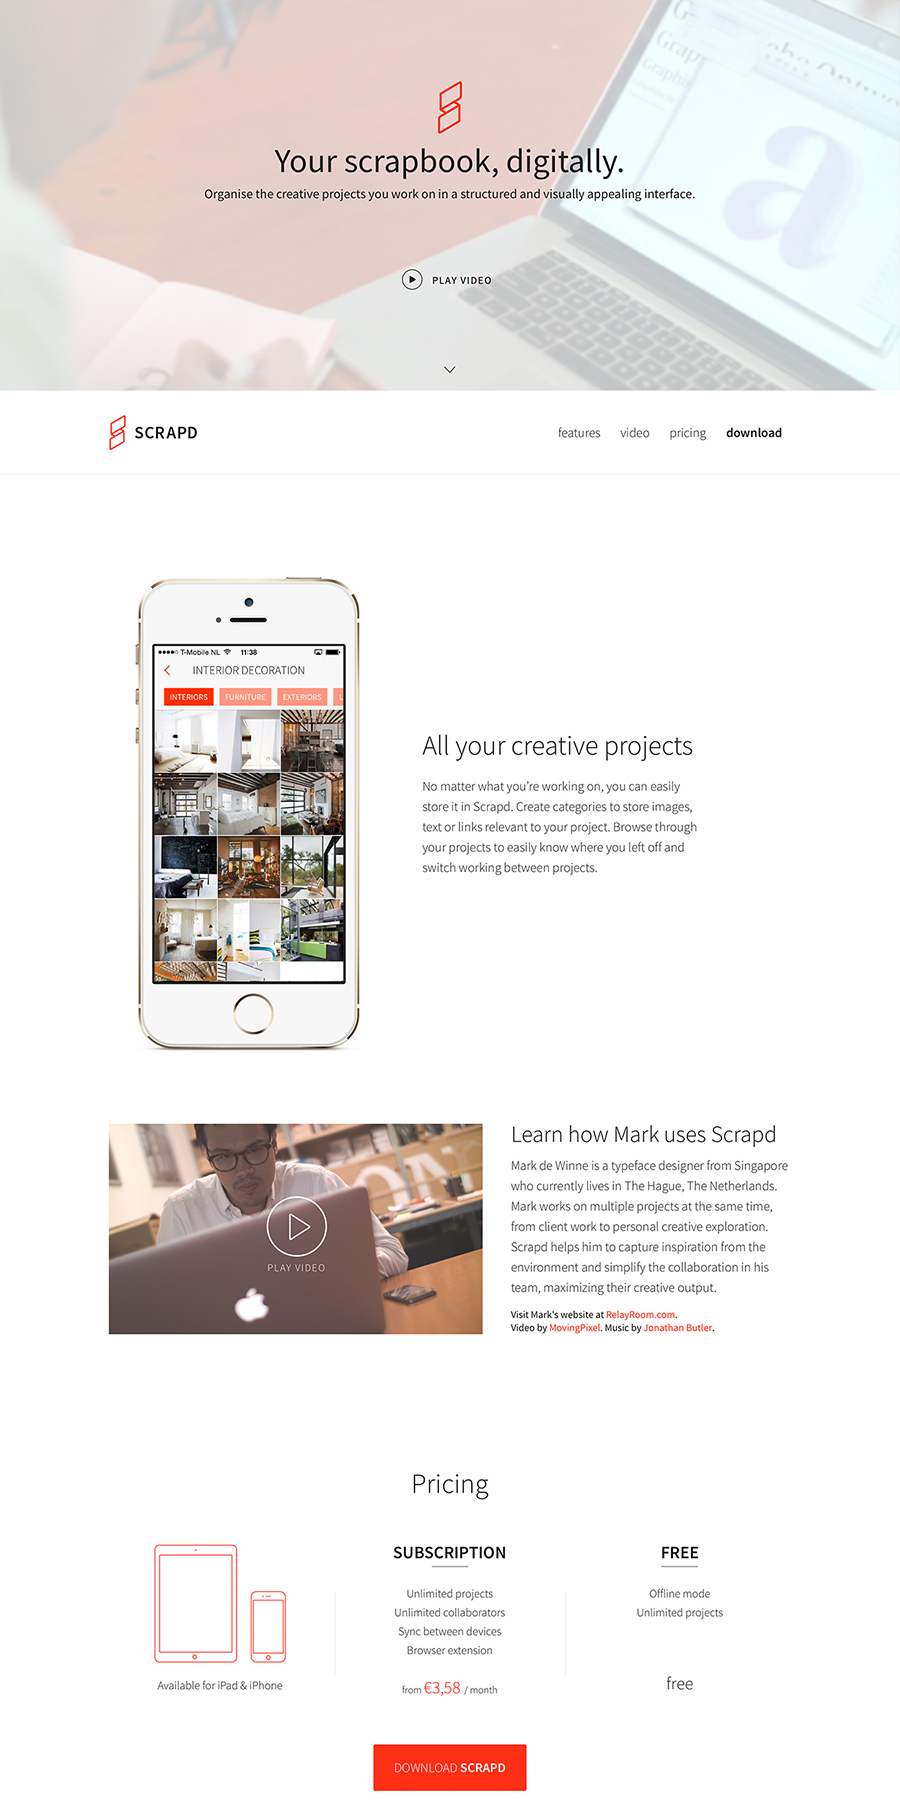 G-
Graphi
Your scrapbook, digitally.
Organise the creative projects you work on in a structured and visually appealing interface.
a
PLAY VIDEO
SCRAPD
features video pricing download
T-Mobile NL 11:38
INTERIOR DECORATION
INTERIORS FURNITURE EXTERIORS L
All your creative projects
No matter what you're working on, you can easily
store it in Scrapd. Create categories to store images,
text or links relevant to your project. Browse through
your projects to easily know where you left off and
switch working between projects.
PLAY VIDEO
Learn how Mark uses Scrapd
Mark de Winne is a typeface designer from Singapore
who currently lives in The Hague, The Netherlands.
Mark works on multiple projects at the same time,
from client work to personal creative exploration.
Scrapd helps him to capture inspiration from the
environment and simplify the collaboration in his
team, maximizing their creative output.
Visit Mark's website at RelayRoom.com.
Video by MovingPixel. Music by Jonathan Butler.
Pricing
Available for iPad & iPhone
SUBSCRIPTION
Unlimited projects
Unlimited collaborators
Sync between devices
Browser extension
from €3,58 / month
FREE
Offline mode
Unlimited projects
free
DOWNLOAD SCRAPD